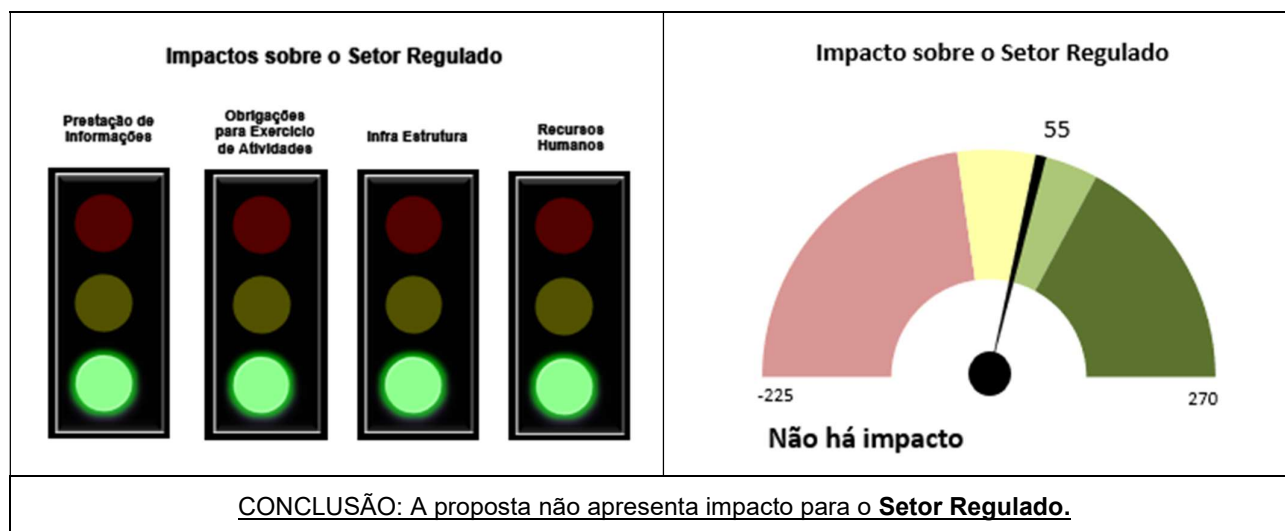 Impactos sobre o Setor Regulado
Prestação de
Informações
Obrigações
para Exercício
de Atividades
Infra Estrutura
Recursos
Humanos
Impacto sobre o Setor Regulado
55
-225
270
Não há impacto
CONCLUSÃO: A proposta não apresenta impacto para o Setor Regulado.